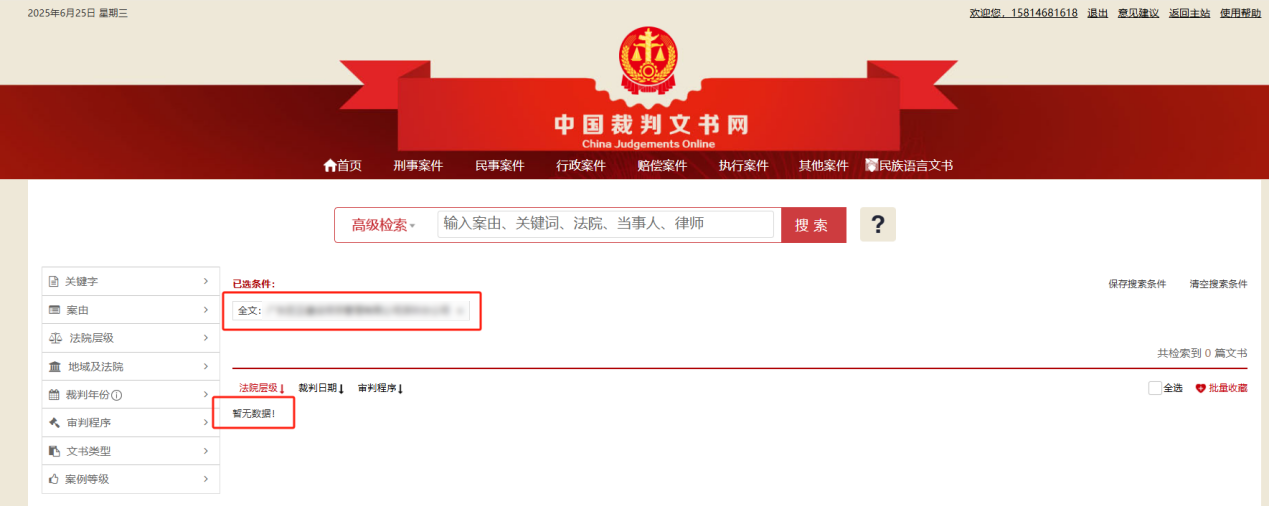 2025年6月25日 星期三
欢迎您，15814681618 退出 意见建议 返回主站 使用帮助
中国裁判文书网
China Judgements Online
首页 刑事案件 民事案件 行政案件 赔偿案件 执行案件 其他案件 民族语言文书
高级检索 输入案由、关键词、法院、当事人、律师 搜索 ?
关键字
案由
法院层级
地域及法院
裁判年份
审判程序
文书类型
案例等级
已选条件：
保存搜索条件 清空搜索条件
全文：
共检索到 0 篇文书
法院层级 裁判日期 审判程序
全选 批量收藏
暂无数据！